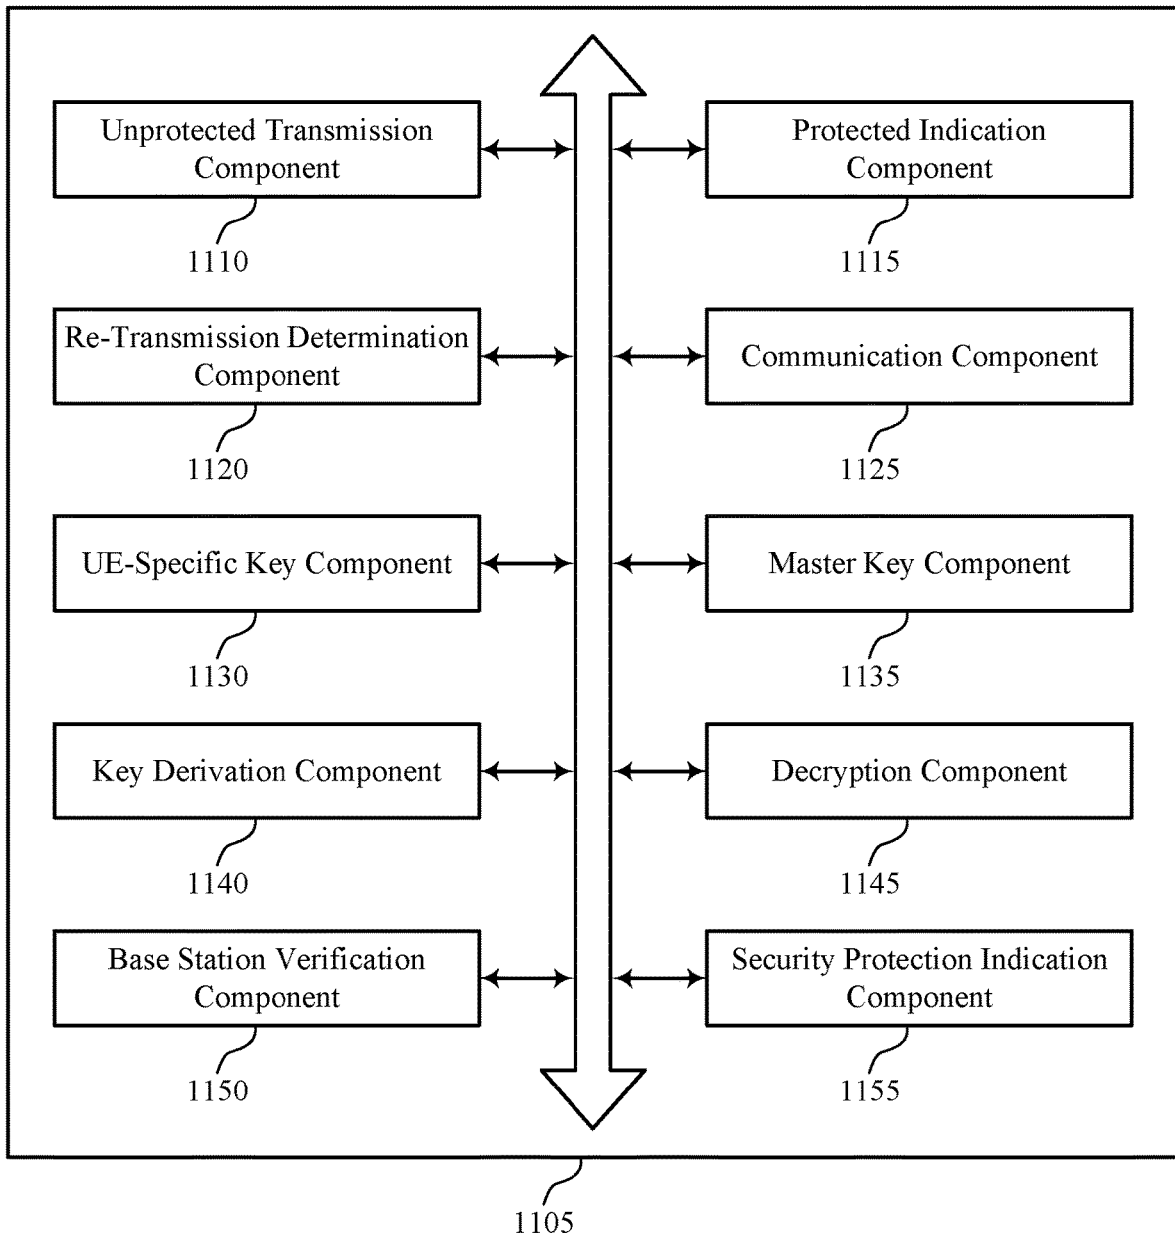 Unprotected Transmission
Component
1110
Protected Indication
Component
1115
Re-Transmission Determination
Component
1120
Communication Component
1125
UE-Specific Key Component
1130
Master Key Component
1135
Key Derivation Component
1140
Decryption Component
1145
Base Station Verification
Component
1150
Security Protection Indication
Component
1155
1105